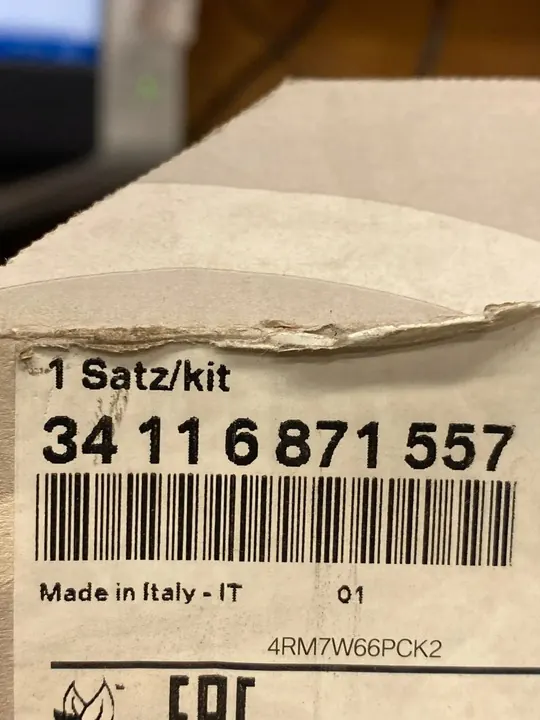 1 Satz/kit
34 11 6 871 557
Made in Italy - IT 01
4RM7W66PCK2
EAC